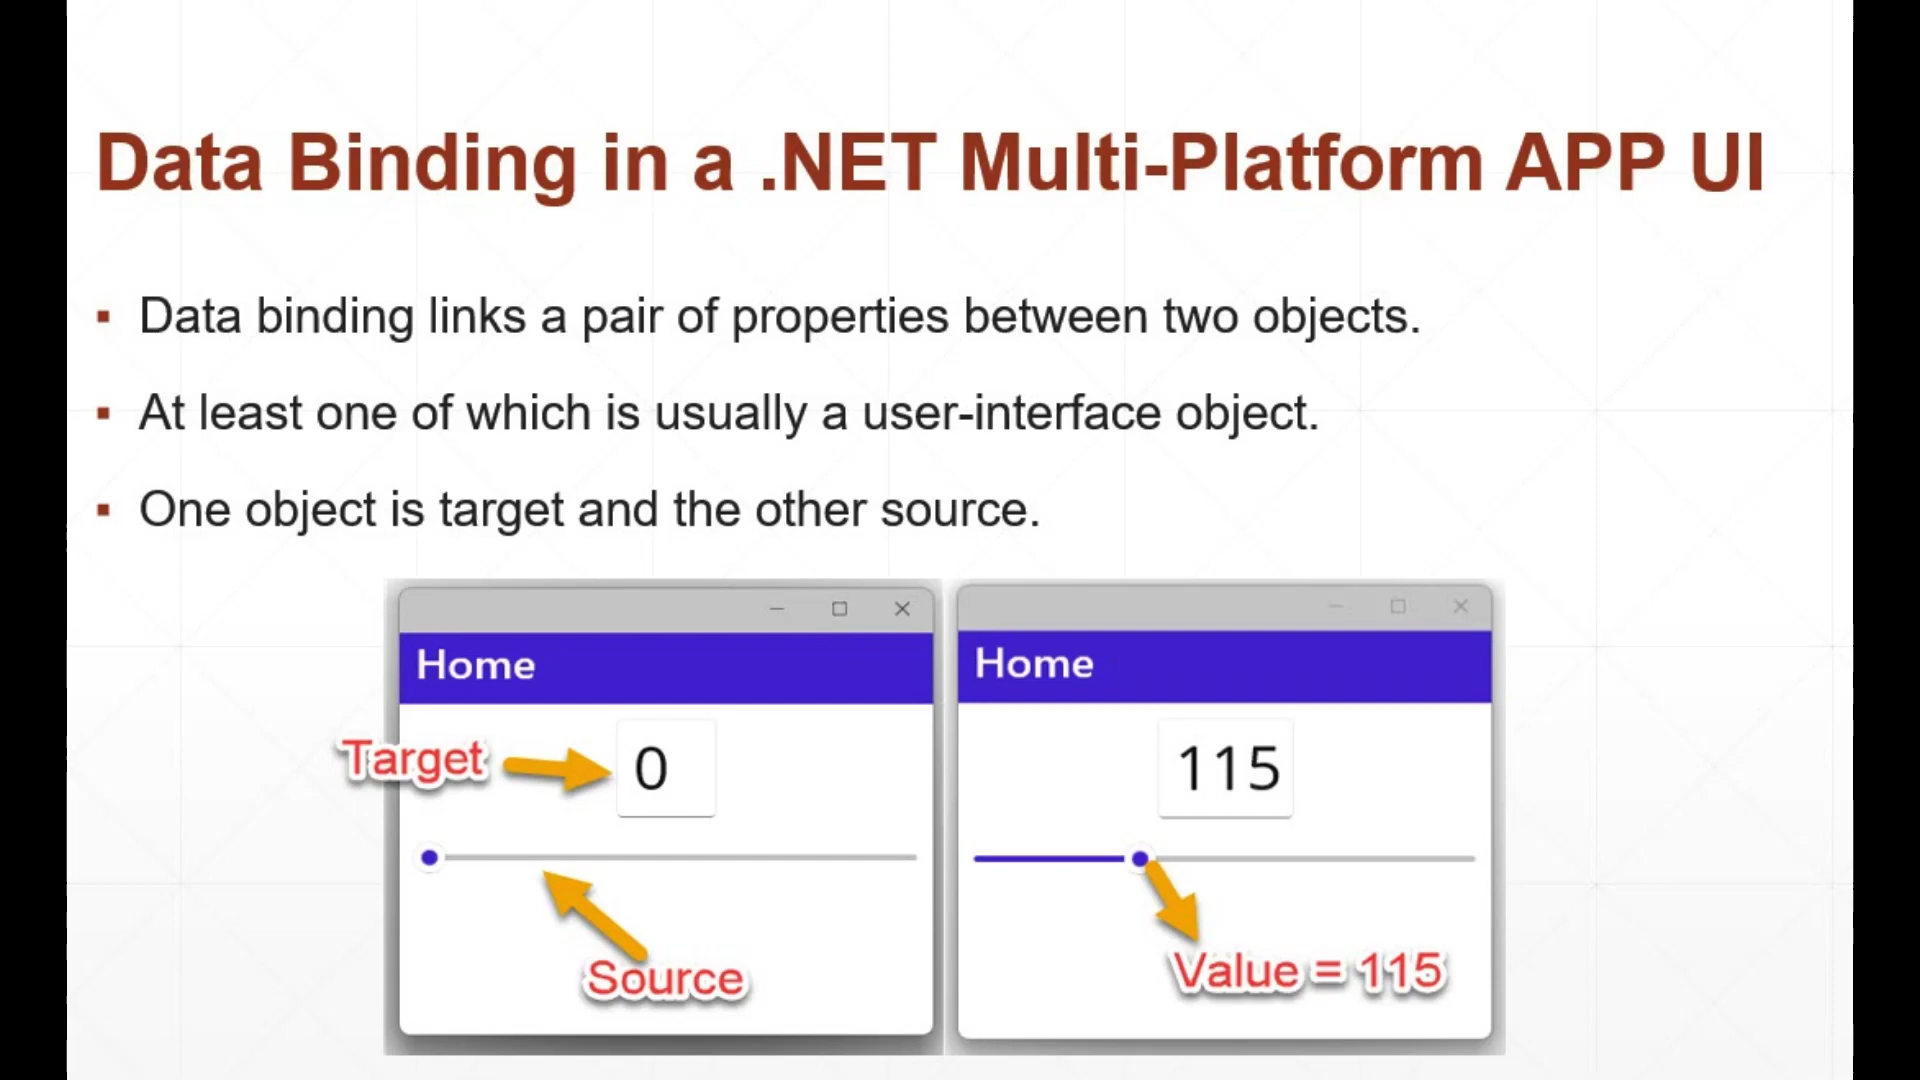 Data Binding in a .NET Multi-Platform APP UI
Data binding links a pair of properties between two objects.
At least one of which is usually a user-interface object.
One object is target and the other source.
Home
Target
0
Source
Home
115
Value = 115